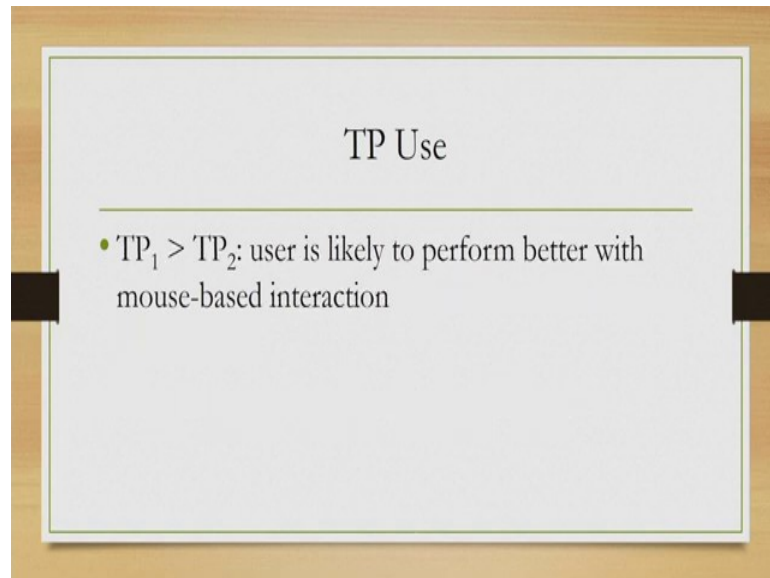 TP Use
• TP₁ > TP₂: user is likely to perform better with
mouse-based interaction